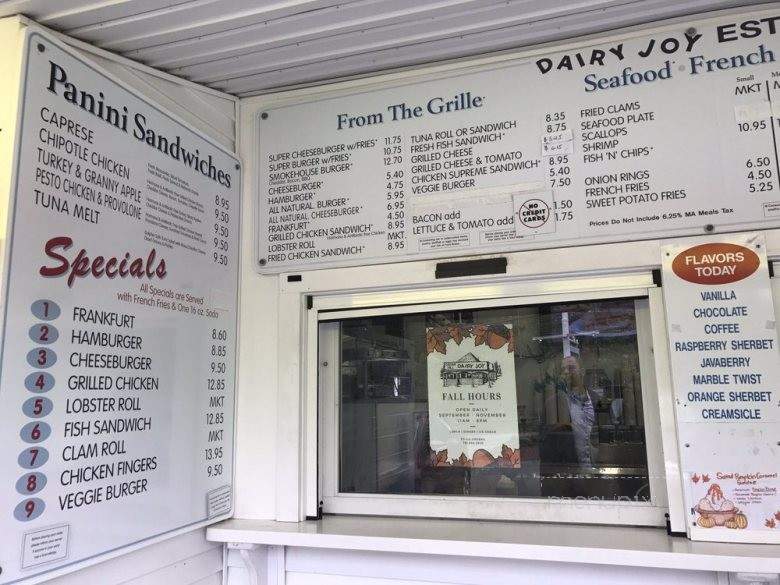 Panini Sandwiches
CAPRESE 8.95
CHIPOTLE CHICKEN 9.50
TURKEY & GRANNY APPLE 9.50
PESTO CHICKEN & PROVOLONE 9.50
TUNA MELT 9.50
Specials
All Specials are Served
with French Fries & One 16 oz. Soda
1 FRANKFURT 8.60
2 HAMBURGER 8.85
3 CHEESEBURGER 9.50
4 GRILLED CHICKEN 12.85
5 LOBSTER ROLL MKT
6 FISH SANDWICH 12.85
7 CLAM ROLL MKT
8 CHICKEN FINGERS 13.95
9 VEGGIE BURGER 9.50
DAIRY JOY EST
From The Grille
SUPER CHEESEBURGER W/FRIES* 11.75
SUPER BURGER W/FRIES* 10.75
SMOKEHOUSE BURGER* 12.70
Cheddar, Bacon, BBQ
CHEESEBURGER* 5.40
HAMBURGER* 4.75
ALL NATURAL. BURGER* 5.95
ALL NATURAL. CHEESEBURGER* 6.95
FRANKFURT* 4.50
GRILLED CHICKEN SANDWICH* 8.95
LOBSTER ROLL MKT.
FRIED CHICKEN SANDWICH* 8.95
TUNA ROLL OR SANDWICH 8.35
FRESH FISH SANDWICH* 8.75
GRILLED CHEESE
GRILLED CHEESE & TOMATO
CHICKEN SUPREME SANDWICH* 8.95
VEGGIE BURGER 5.40
7.50
BACON add 1.50
LETTUCE & TOMATO add 1.75
NO CREDIT CARDS
Seafood • French
Small
MKT
FRIED CLAMS
SEAFOOD PLATE
SCALLOPS
SHRIMP 10.95
FISH 'N' CHIPS*
ONION RINGS 6.50
FRENCH FRIES 4.50
SWEET POTATO FRIES 5.25
Prices Do Not Include 6.25% MA Meals Tax
FLAVORS
TODAY
VANILLA
CHOCOLATE
COFFEE
RASPBERRY SHERBET
JAVABERRY
MARBLE TWIST
ORANGE SHERBET
CREAMSICLE
DAIRY JOY
FALL HOURS
OPEN DAILY
SEPTEMBER - NOVEMBER
11AM - 8PM